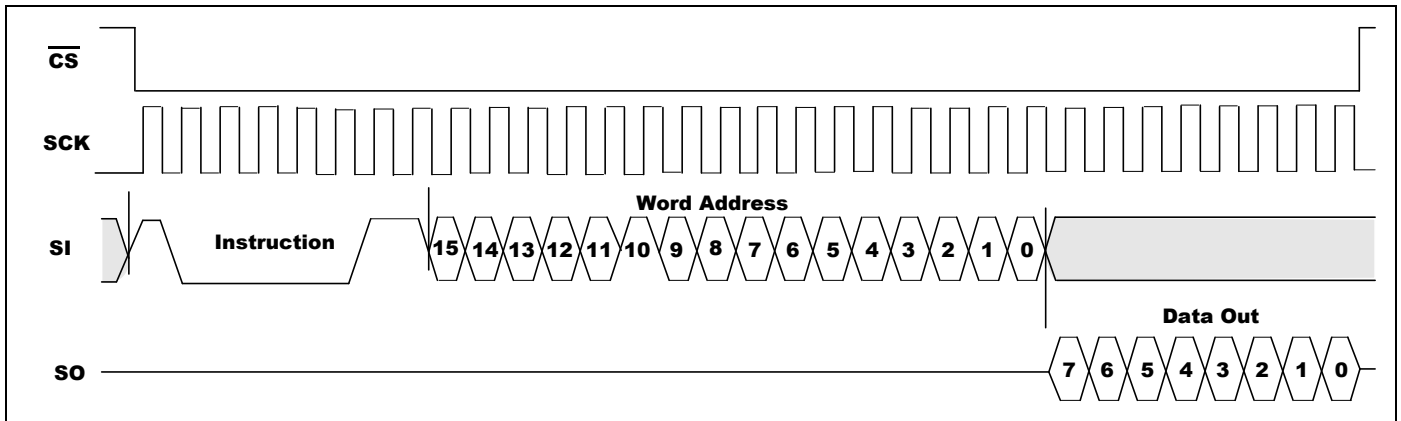 CS
SCK
Word Address
SI Instruction 15 14 13 12 11 10 9 8 7 6 5 4 3 2 1 0
Data Out
SO 7 6 5 4 3 2 1 0